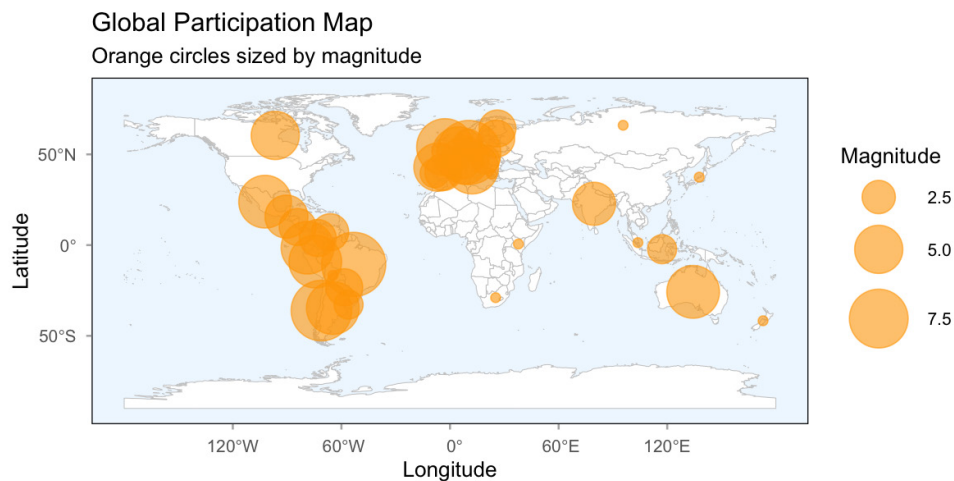 Global Participation Map
Orange circles sized by magnitude
Latitude
50°N
0°
50°S
120°W
60°W
0°
60°E
120°E
Longitude
Magnitude
2.5
5.0
7.5